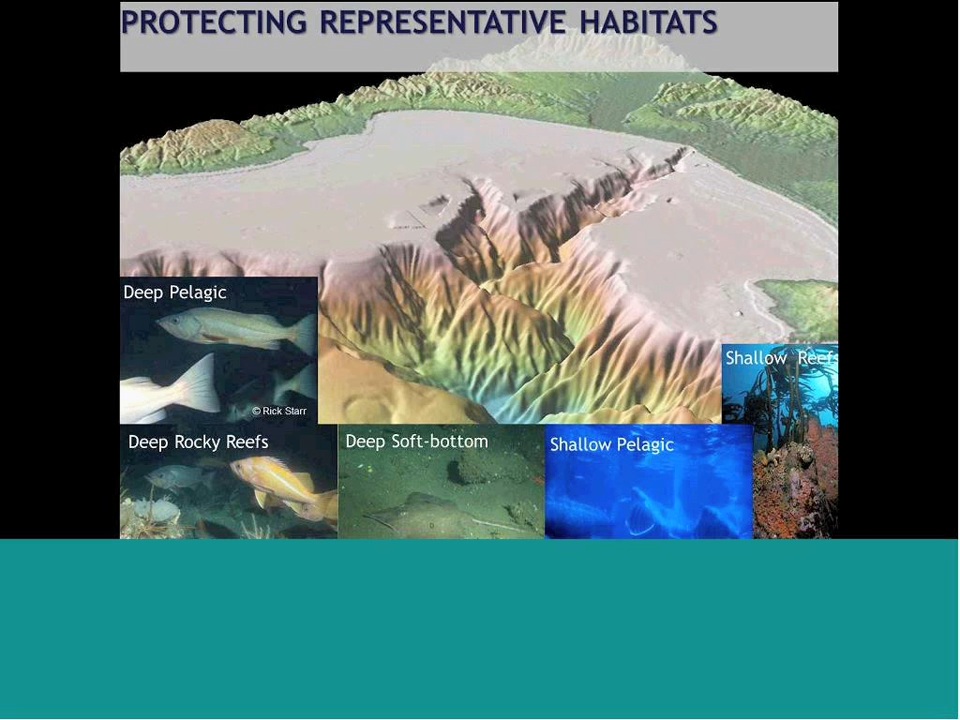 PROTECTING REPRESENTATIVE HABITATS
Deep Pelagic
© Rick Starr
Shallow Reefs
Deep Rocky Reefs
Deep Soft-bottom
Shallow Pelagic